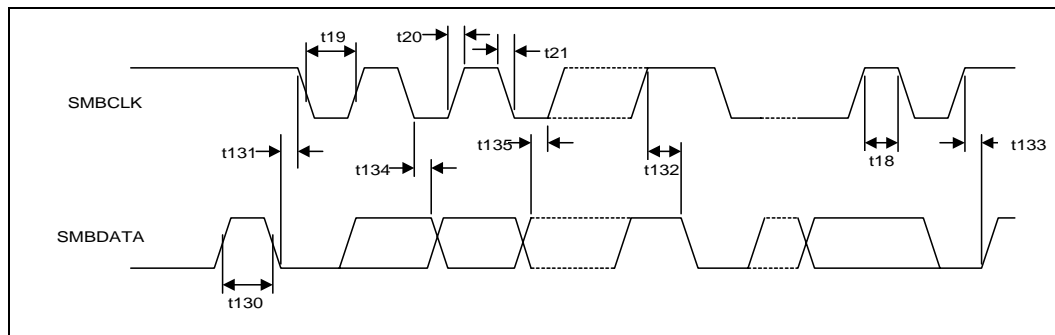 t19
t20
t21
SMBCLK
t131
t134
t135
t132
t18
t133
SMBDATA
t130